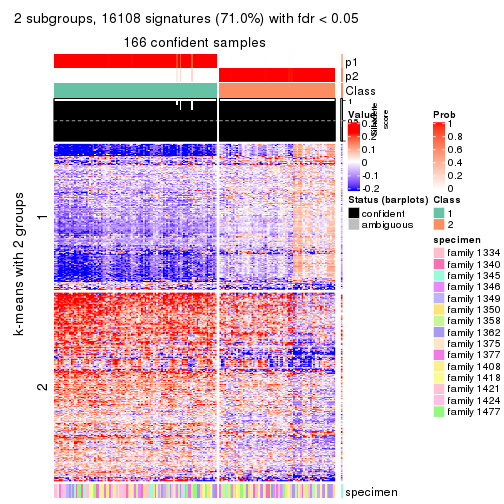 2 subgroups, 16108 signatures (71.0%) with fdr < 0.05
166 confident samples
p1
p2
Class
1
Silhouette
score
k-means with 2 groups
1
2
specimen
Value
0.1
0
-0.1
-0.2
Prob
1
0.8
0.6
0.4
0.2
0
Status (barplots)
confident
ambiguous
Class
1
2
specimen
family 1334
family 1340
family 1345
family 1346
family 1349
family 1350
family 1358
family 1362
family 1375
family 1377
family 1408
family 1418
family 1421
family 1424
family 1477